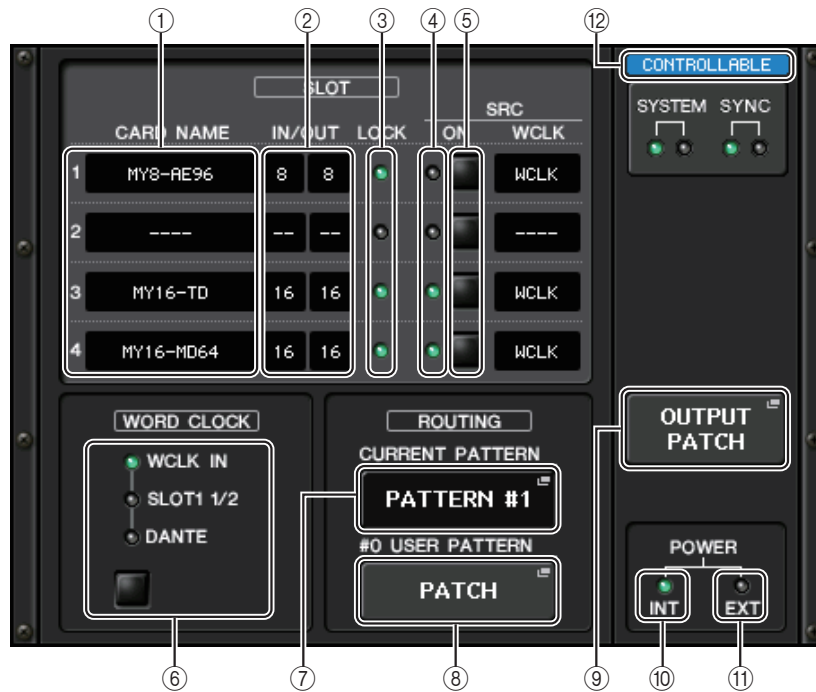 ① ② ③ ④ ⑤ ⑫
CONTROLLABLE
SLOT
SRC
CARD NAME IN/OUT LOCK ON WCLK
SYSTEM SYNC
1 MY8-AE96 8 8 WCLK
2 ---- -- -- ----
3 MY16-TD 16 16 WCLK
4 MY16-MD64 16 16 WCLK
WORD CLOCK
WCLK IN
SLOT1 1/2
DANTE
ROUTING
CURRENT PATTERN
PATTERN #1
#0 USER PATTERN
PATCH
OUTPUT
PATCH
POWER
INT EXT
⑥ ⑦ ⑧ ⑨ ⑩ ⑪